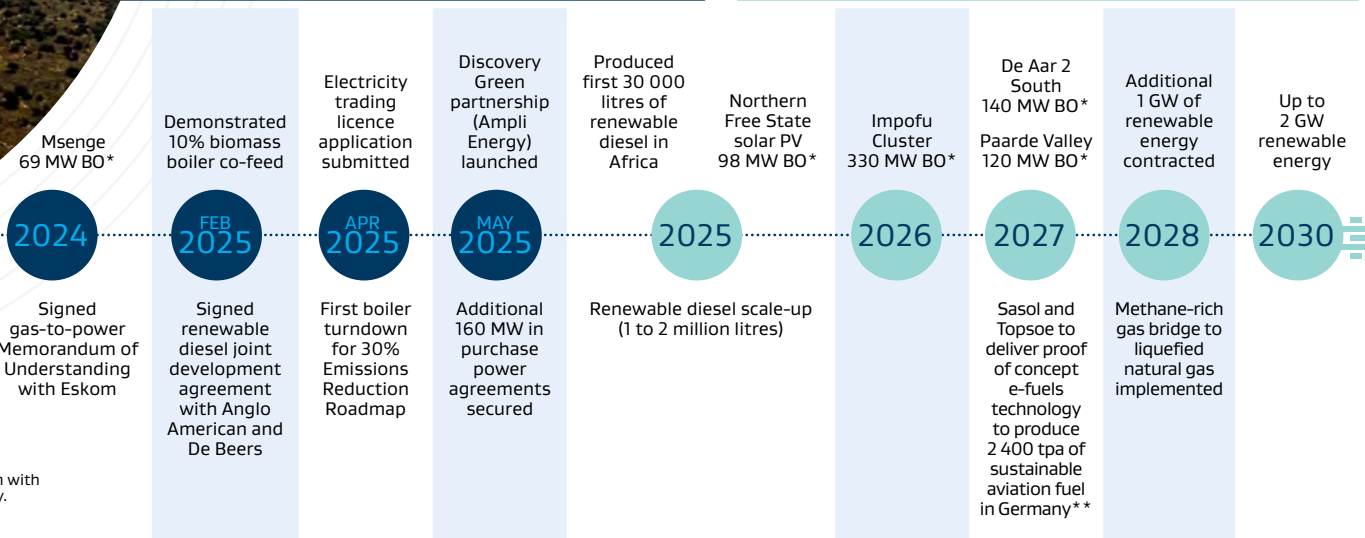 Msenge
69 MW BO*
Demonstrated
10% biomass
boiler co-feed
Electricity
trading
licence
application
submitted
Discovery
Green
partnership
(Ampli
Energy)
launched
Produced
first 30 000
litres of
renewable
diesel in
Africa
Northern
Free State
solar PV
98 MW BO*
Impofu
Cluster
330 MW BO*
De Aar 2
South
140 MW BO*
Paarde Valley
120 MW BO*
Additional
1 GW of
renewable
energy
contracted
Up to
2 GW
renewable
energy
2024
FEB
2025
APR
2025
MAY
2025
2025
2026
2027
2028
2030
Signed
gas-to-power
Memorandum of
Understanding
with Eskom
Signed
renewable
diesel joint
development
agreement
with Anglo
American and
De Beers
First boiler
turndown
for 30%
Emissions
Reduction
Roadmap
Additional
160 MW in
purchase
power
agreements
secured
Renewable diesel scale-up
(1 to 2 million litres)
Sasol and
Topsoe to
deliver proof
of concept
e-fuels
technology
to produce
2 400 tpa of
sustainable
aviation fuel
in Germany**
Methane-rich
gas bridge to
liquefied
natural gas
implemented
with